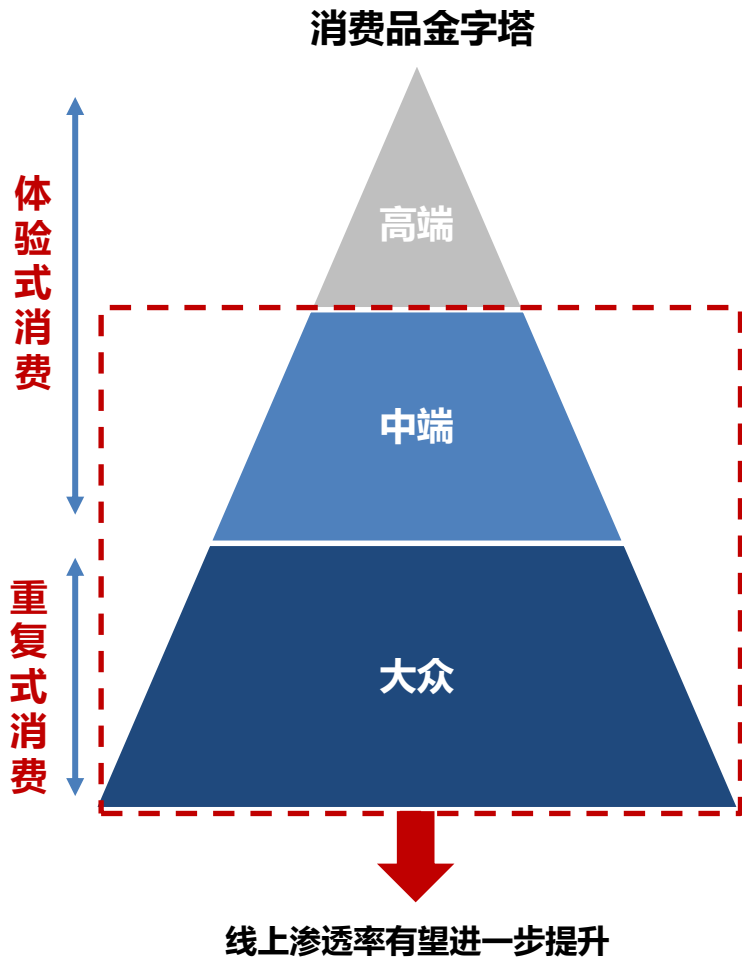 消费品金字塔
高端
体验式消费
中端
大众
重复式消费
线上渗透率有望进一步提升